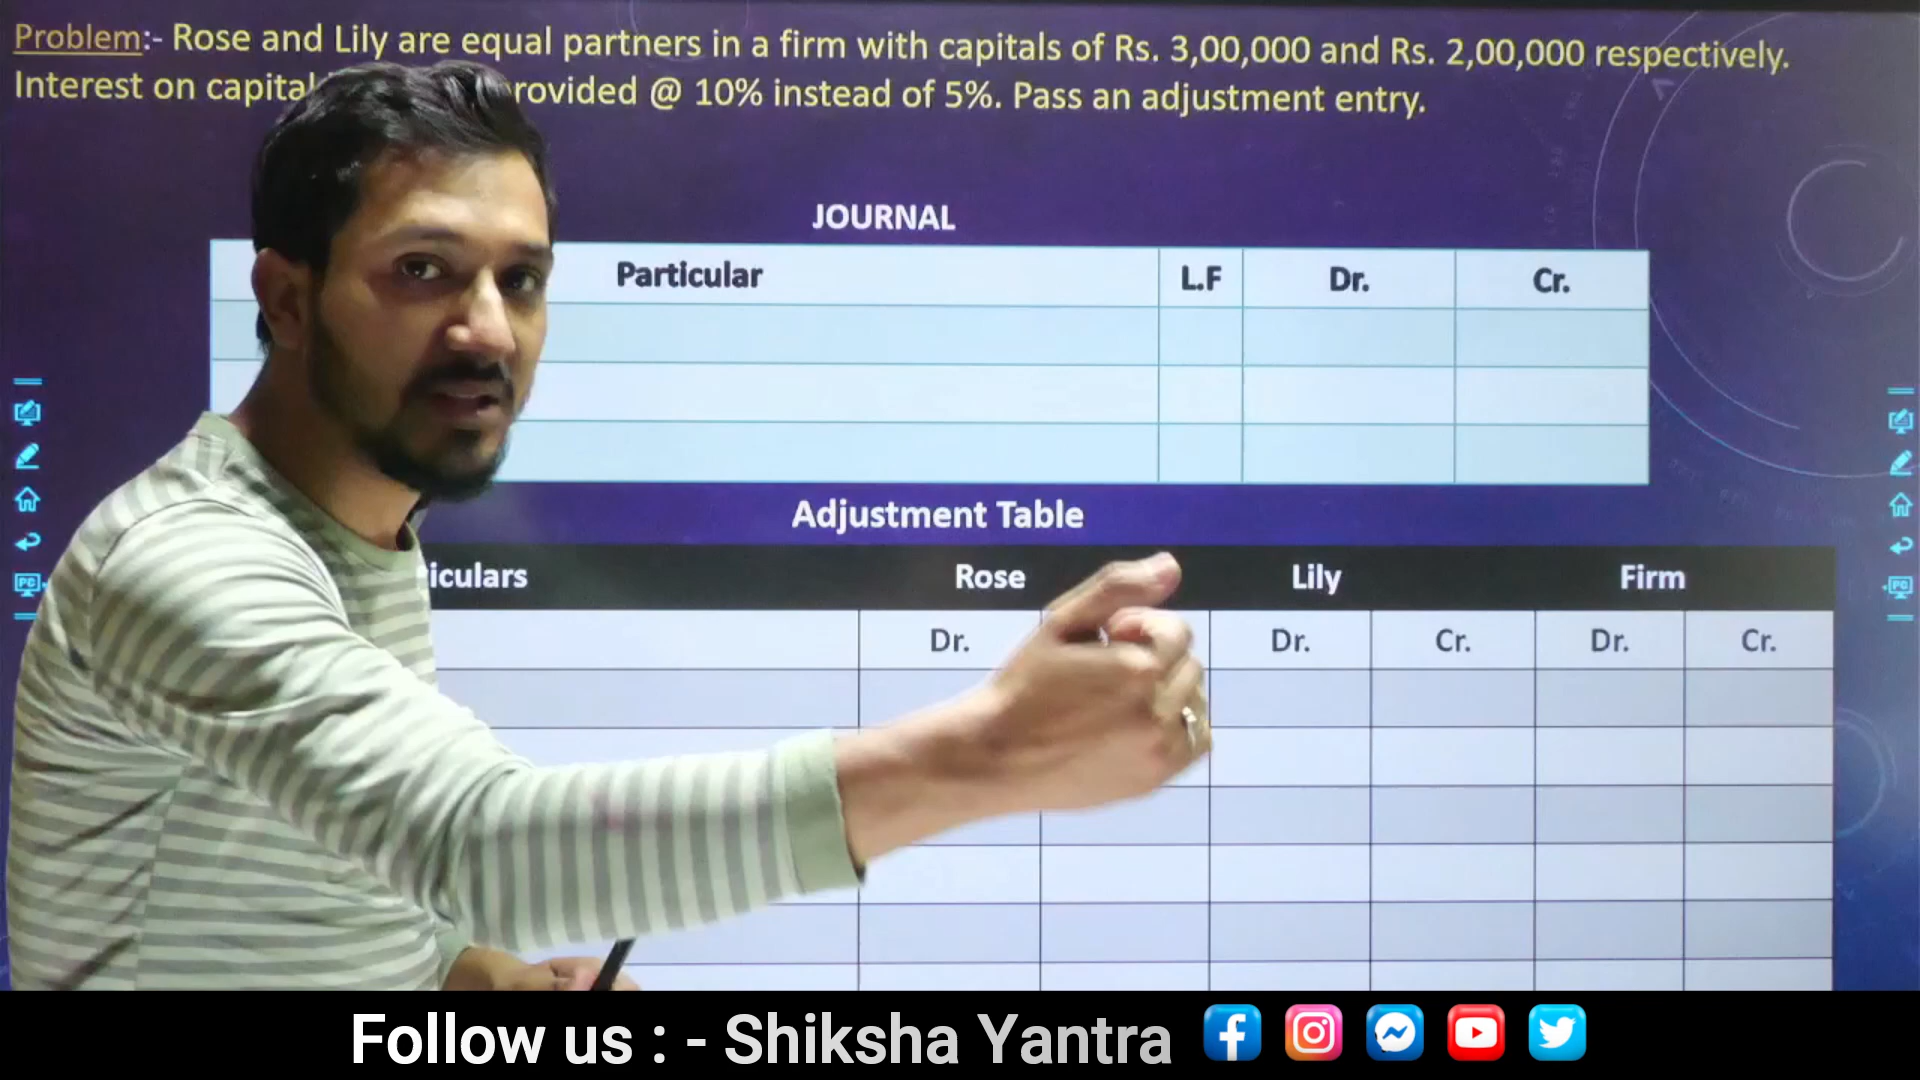 Problem:- Rose and Lily are equal partners in a firm with capitals of Rs. 3,00,000 and Rs. 2,00,000 respectively.
Interest on capital @ 10% instead of 5%. Pass an adjustment entry.
JOURNAL
Particular L.F Dr. Cr.
Adjustment Table
Rose Lily Firm
Dr. Dr. Cr. Dr. Cr.
PC
PC
Follow us : - Shiksha Yantra